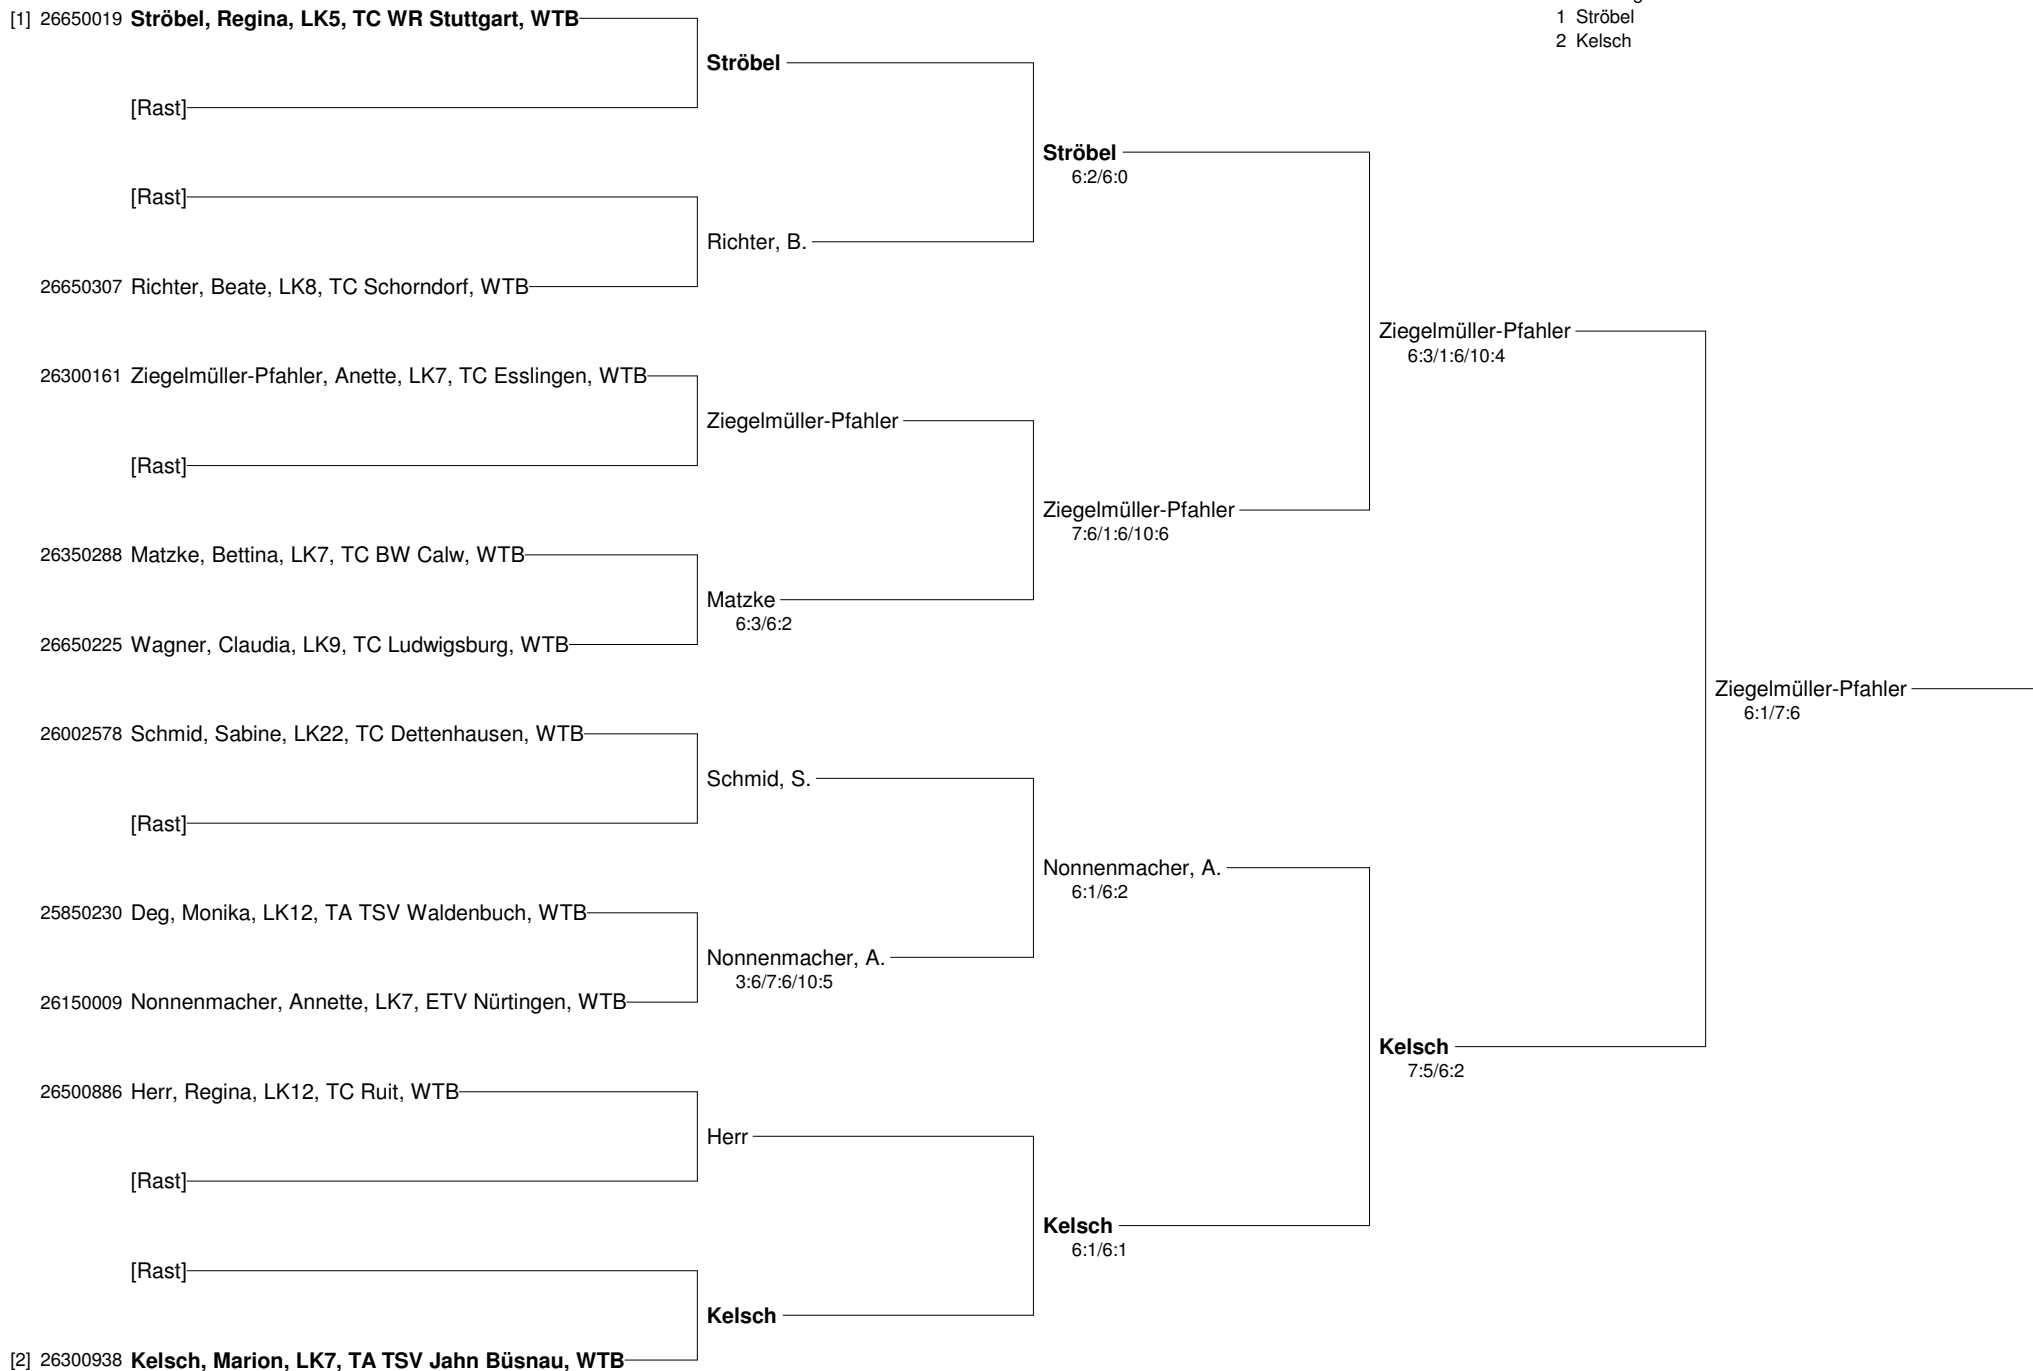 [1] 26650019 Ströbel, Regina, LK5, TC WR Stuttgart, WTB
1 Ströbel
2 Kelsch
Ströbel
[Rast]
Ströbel
6:2/6:0
[Rast]
Richter, B.
26650307 Richter, Beate, LK8, TC Schorndorf, WTB
Ziegelmüller-Pfahler
6:3/1:6/10:4
26300161 Ziegelmüller-Pfahler, Anette, LK7, TC Esslingen, WTB
Ziegelmüller-Pfahler
[Rast]
Ziegelmüller-Pfahler
7:6/1:6/10:6
26350288 Matzke, Bettina, LK7, TC BW Calw, WTB
Matzke
6:3/6:2
26650225 Wagner, Claudia, LK9, TC Ludwigsburg, WTB
Ziegelmüller-Pfahler
6:1/7:6
26002578 Schmid, Sabine, LK22, TC Dettenhausen, WTB
Schmid, S.
[Rast]
Nonnenmacher, A.
6:1/6:2
25850230 Deg, Monika, LK12, TA TSV Waldenbuch, WTB
Nonnenmacher, A.
3:6/7:6/10:5
26150009 Nonnenmacher, Annette, LK7, ETV Nürtingen, WTB
Kelsch
7:5/6:2
26500886 Herr, Regina, LK12, TC Ruit, WTB
Herr
[Rast]
Kelsch
6:1/6:1
[Rast]
Kelsch
[2] 26300938 Kelsch, Marion, LK7, TA TSV Jahn Büsnau, WTB